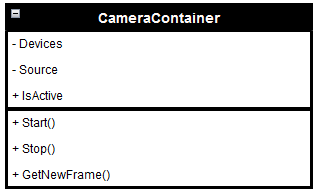 CameraContainer
- Devices
- Source
+ IsActive
+ Start()
+ Stop()
+ GetNewFrame()